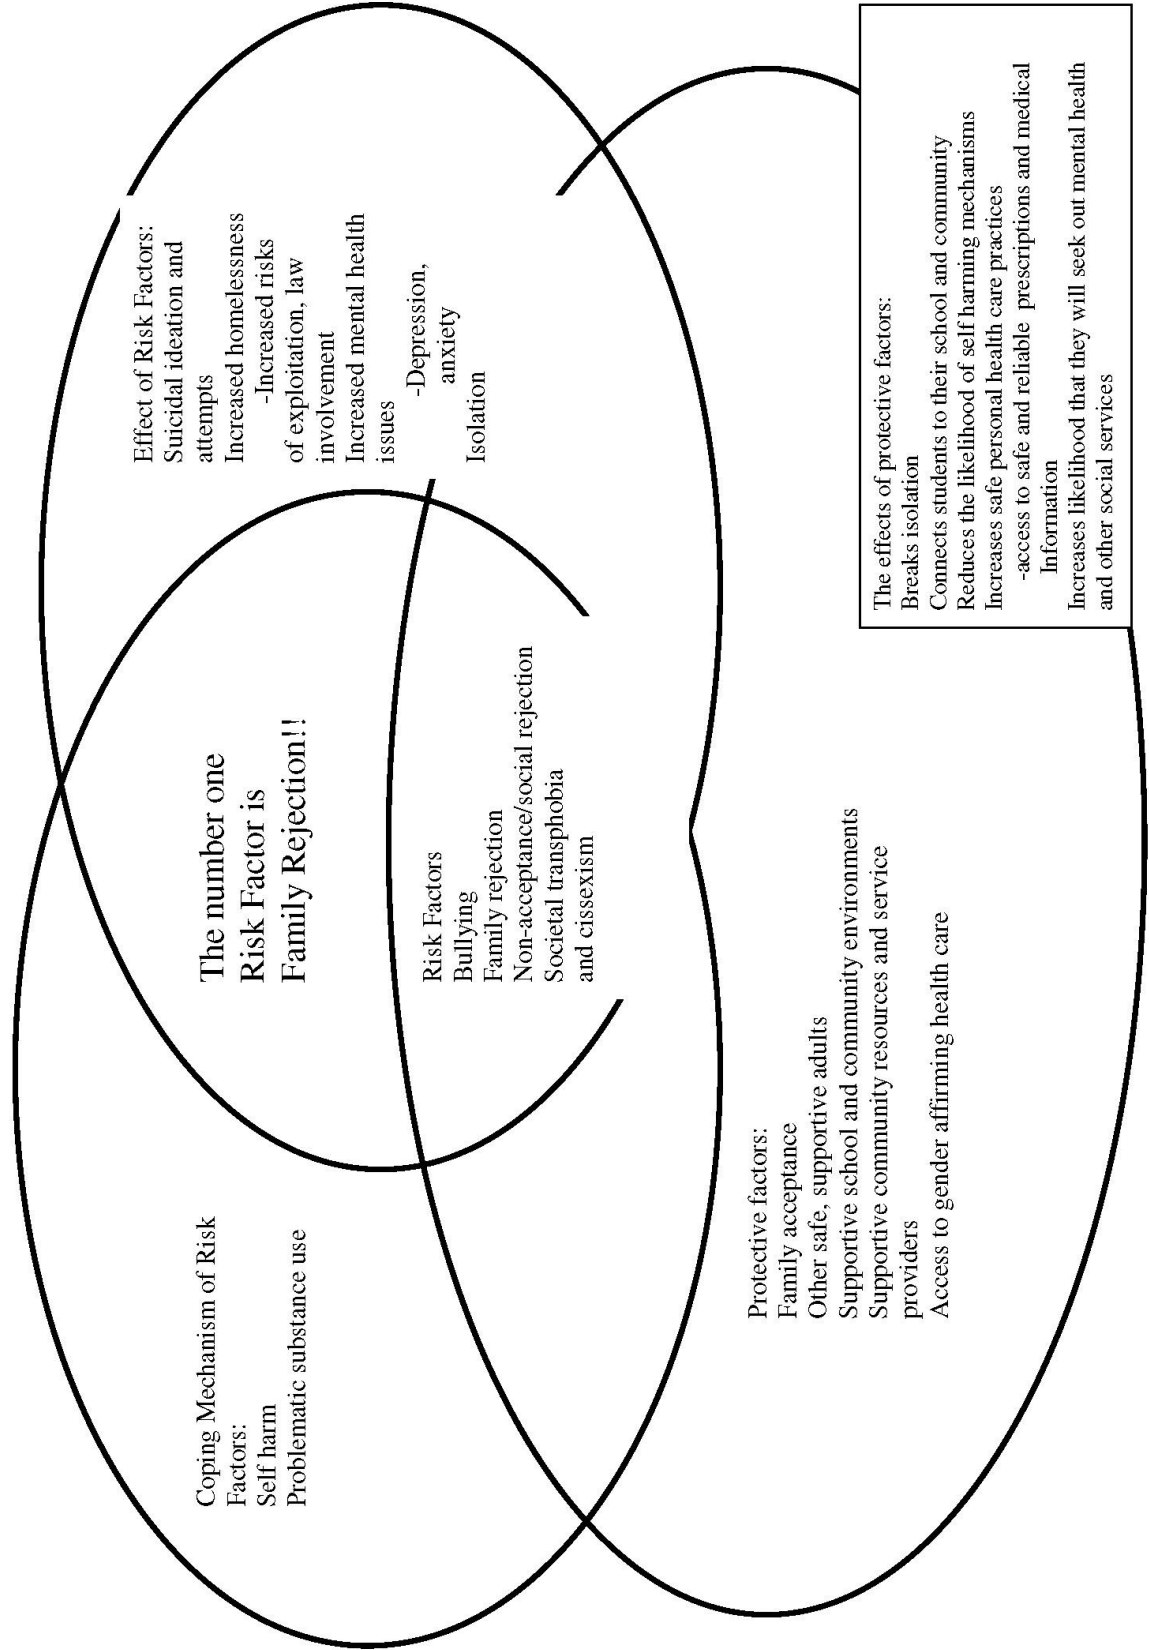 Coping Mechanism of Risk
Factors:
Self harm
Problematic substance use
The number one
Risk Factor is
Family Rejection!!
Effect of Risk Factors:
Suicidal ideation and
attempts
Increased homelessness
-Increased risks
of exploitation, law
involvement
Increased mental health
issues
-Depression,
anxiety
Isolation
Risk Factors
Bullying
Family rejection
Non-acceptance/social rejection
Societal transphobia
and cissexism
Protective factors:
Family acceptance
Other safe, supportive adults
Supportive school and community environments
Supportive community resources and service
providers
Access to gender affirming health care
The effects of protective factors:
Breaks isolation
Connects students to their school and community
Reduces the likelihood of self harming mechanisms
Increases safe personal health care practices
-access to safe and reliable prescriptions and medical
Information
Increases likelihood that they will seek out mental health
and other social services